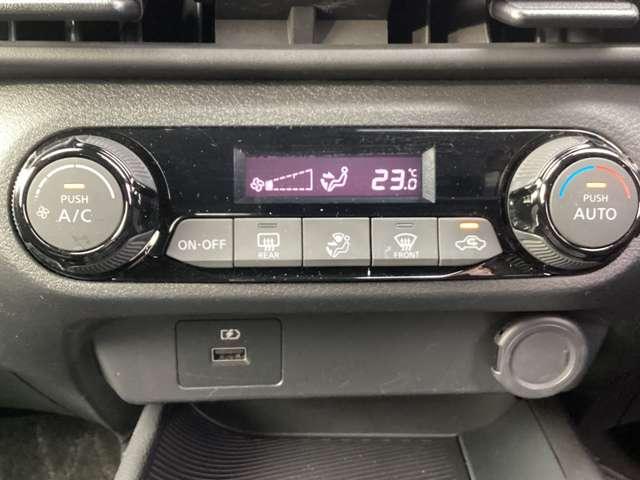 PUSH
A/C
23.0
°C
PUSH
AUTO
ON·OFF
REAR
FRONT